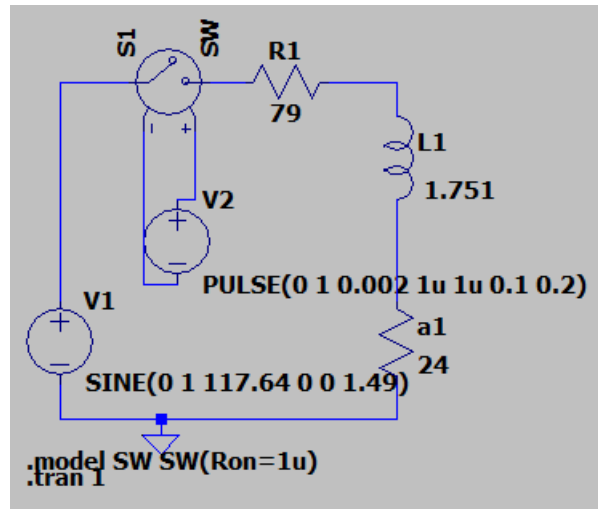 S1
SW
R1
79
L1
1.751
- +
V2
+
-
PULSE(0 1 0.002 1u 1u 0.1 0.2)
V1
+
-
SINE(0 1 117.64 0 0 1.49)
a1
24
.model SW SW(Ron=1u)
.tran 1